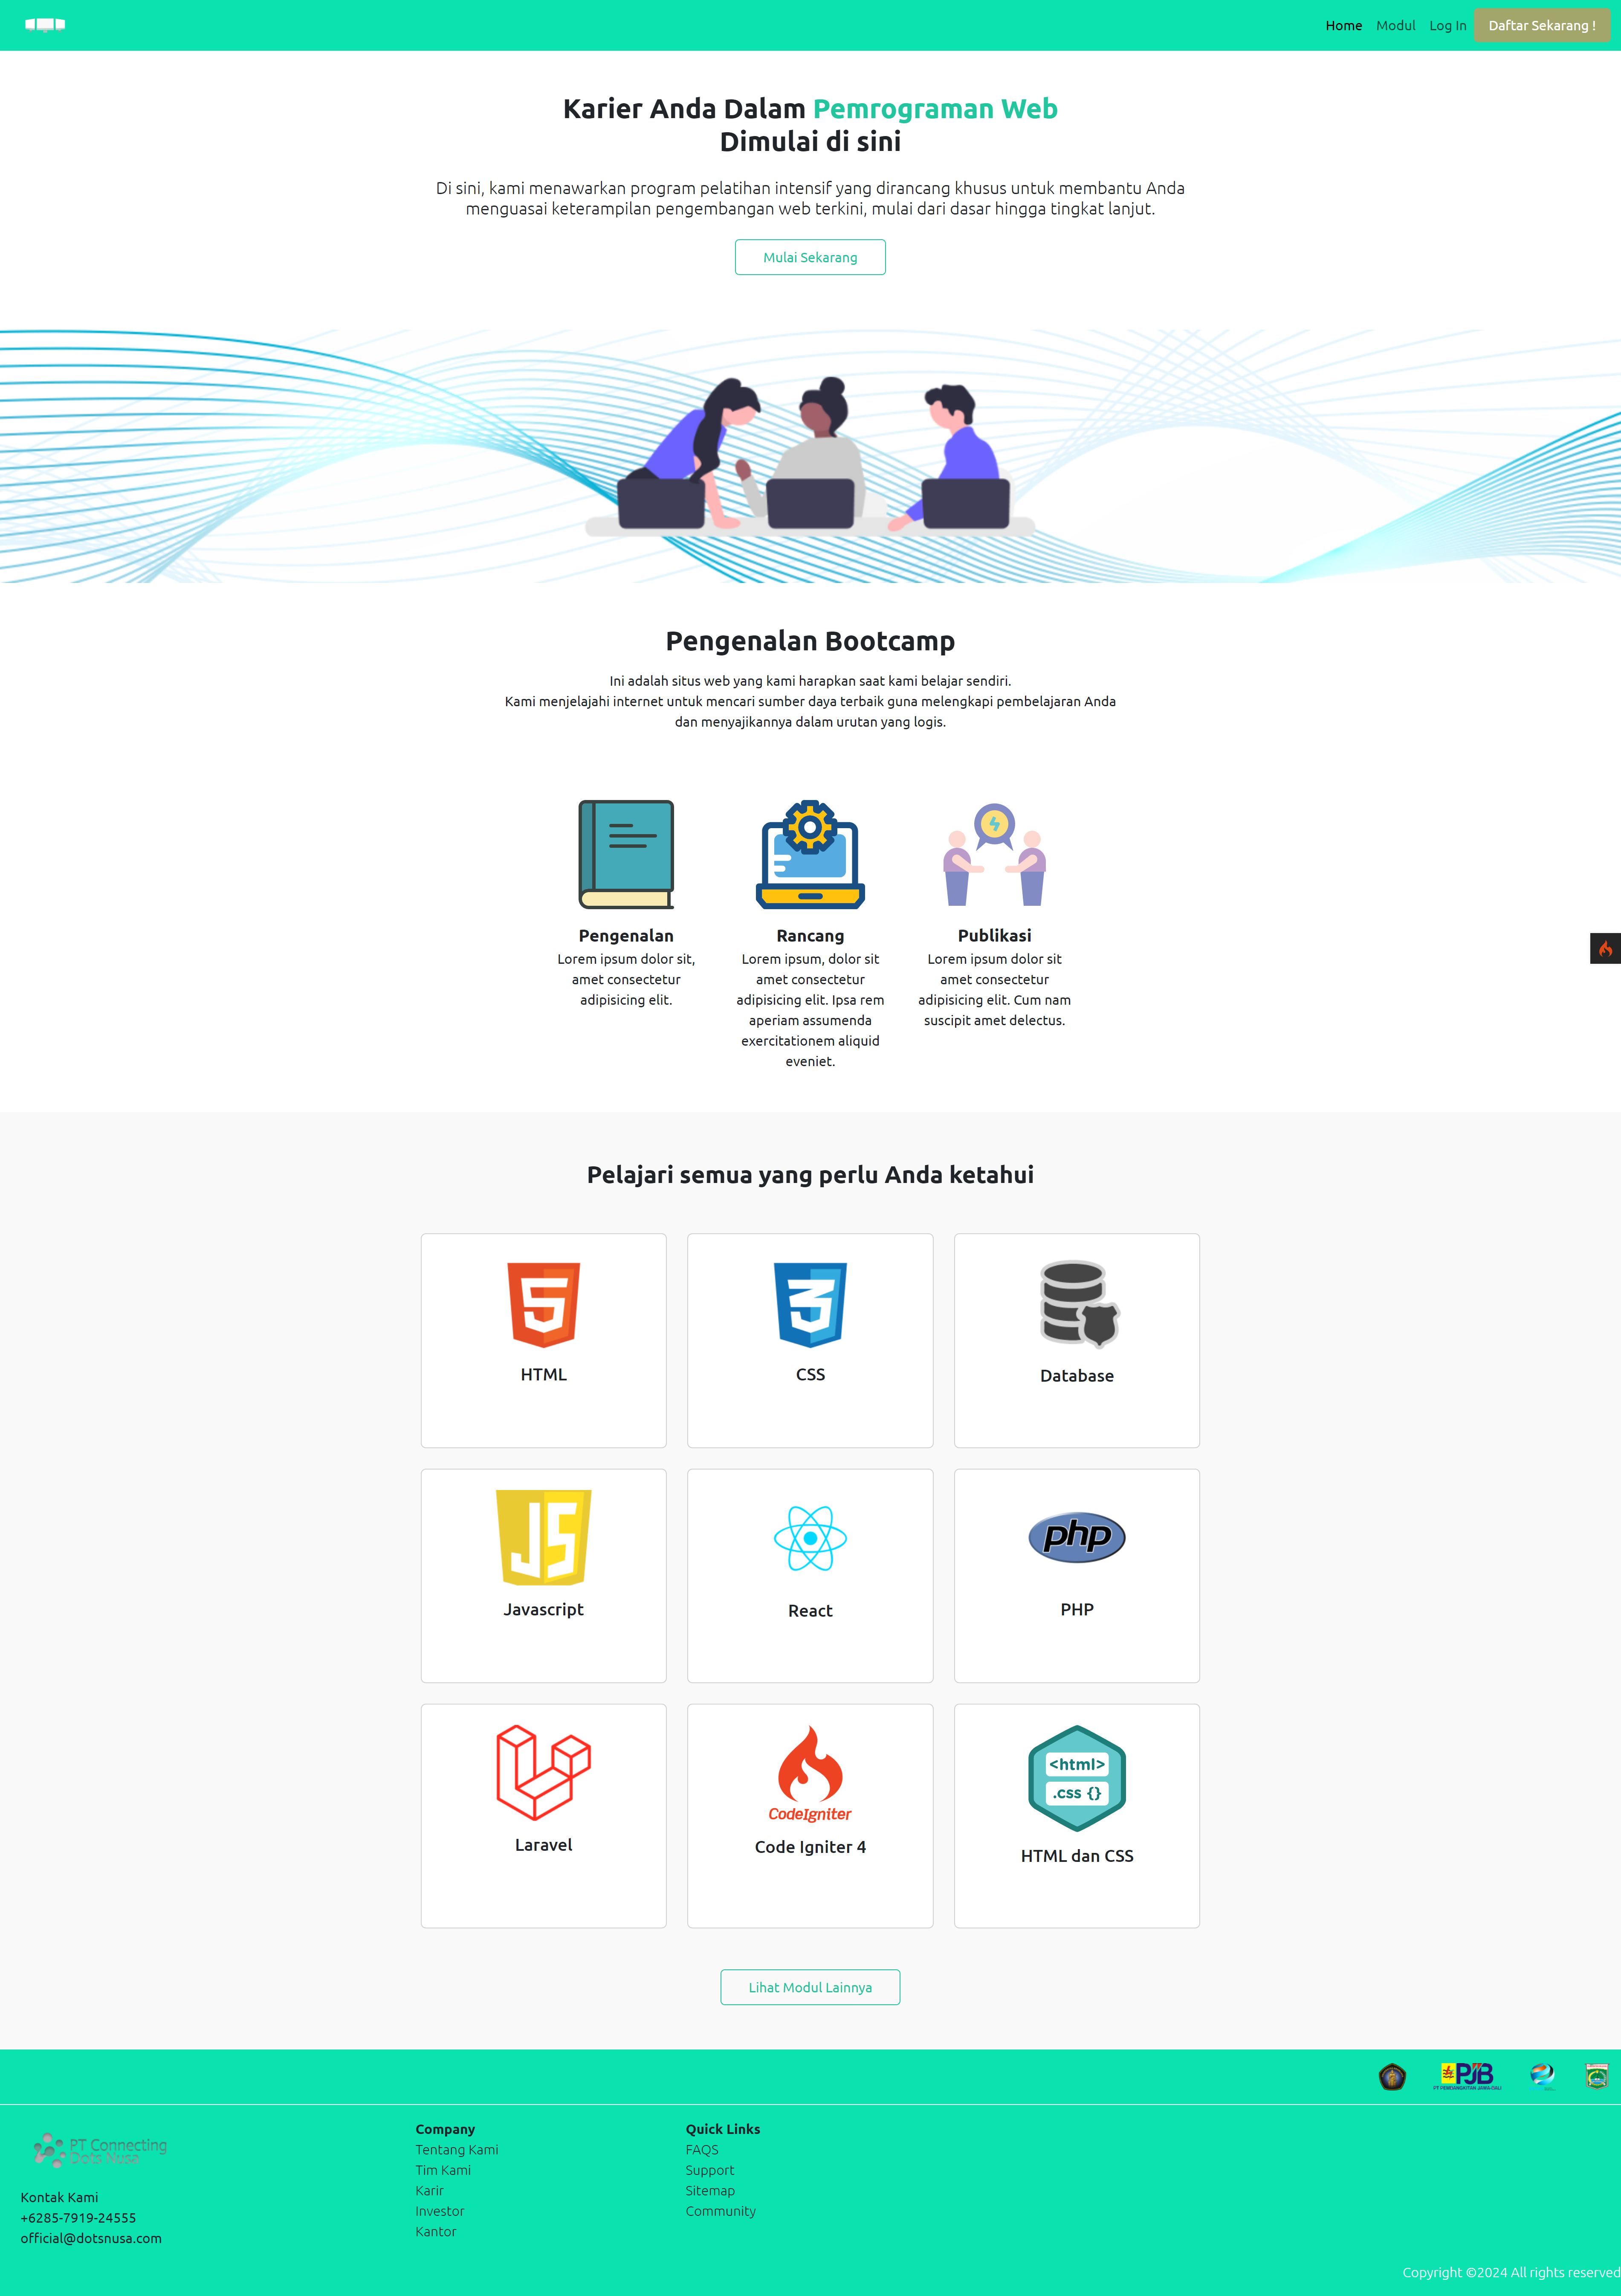 Home Modul Log In Daftar Sekarang !
Karier Anda Dalam Pemrograman Web
Dimulai di sini
Di sini, kami menawarkan program pelatihan intensif yang dirancang khusus untuk membantu Anda
menguasai keterampilan pengembangan web terkini, mulai dari dasar hingga tingkat lanjut.
Mulai Sekarang
Pengenalan Bootcamp
Ini adalah situs web yang kami harapkan saat kami belajar sendiri.
Kami menjelajahi internet untuk mencari sumber daya terbaik guna melengkapi pembelajaran Anda
dan menyajikannya dalam urutan yang logis.
Pengenalan
Lorem ipsum dolor sit,
amet consectetur
adipisicing elit.
Rancang
Lorem ipsum, dolor sit
amet consectetur
adipisicing elit. Ipsa rem
aperiam assumenda
exercitationem aliquid
eveniet.
Publikasi
Lorem ipsum dolor sit
amet consectetur
adipisicing elit. Cum nam
suscipit amet delectus.
Pelajari semua yang perlu Anda ketahui
5
HTML
3
CSS
Database
JS
Javascript
React
php
PHP
Laravel
CodeIgniter
Code Igniter 4
<html>
.css {}
HTML dan CSS
Lihat Modul Lainnya
PJB
PT PEMBANGKITAN JAWA-BALI
PT Connecting
Dots Nusa
Kontak Kami
+6285-7919-24555
official@dotsnusa.com
Company
Tentang Kami
Tim Kami
Karir
Investor
Kantor
Quick Links
FAQS
Support
Sitemap
Community
Copyright ©2024 All rights reserved